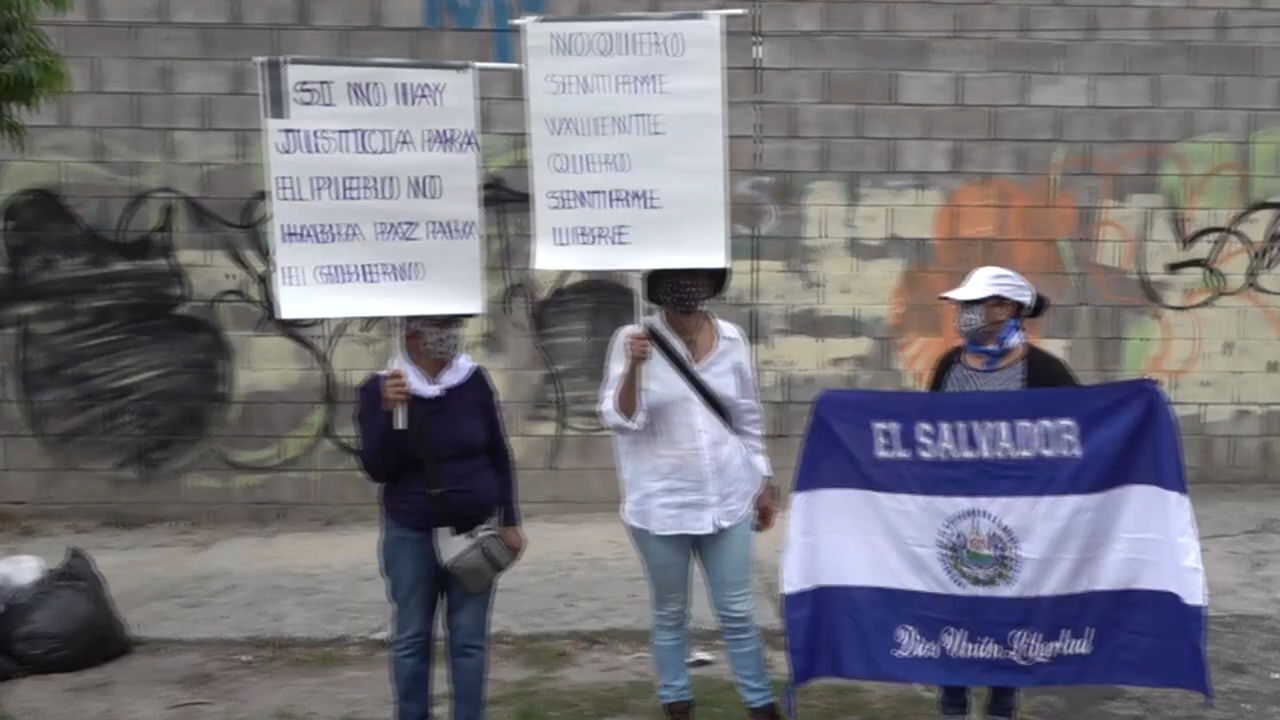 SI NO HAY
JUSTICIA PARA
EL PUEBLO NO
HABRA PAZ PARA
EL GOBIERNO
NO QUIERO
SENTIRME
VALIENTE
QUIERO
SENTIRME
LIBRE
EL SALVADOR
Dios Unión Libertad